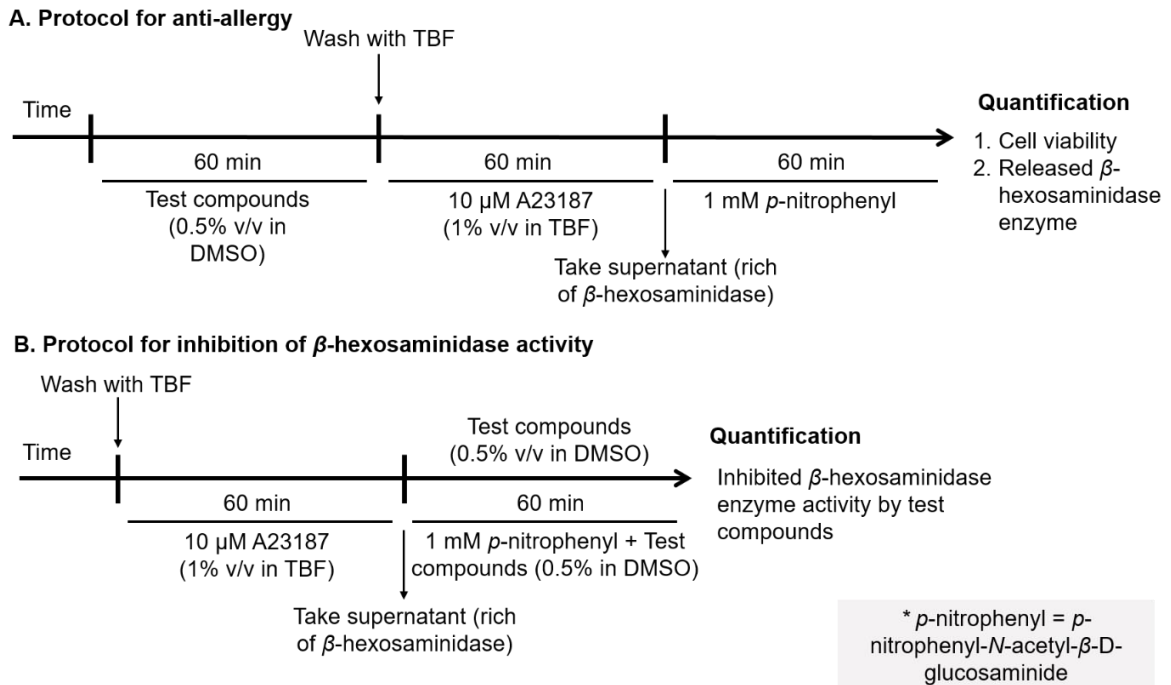 A. Protocol for anti-allergy
Wash with TBF
Time
60 min
Test compounds
(0.5% v/v in
DMSO)
60 min
10 µM A23187
(1% v/v in TBF)
Take supernatant (rich
of β-hexosaminidase)
60 min
1 mM p-nitrophenyl
Quantification
1. Cell viability
2. Released β-
hexosaminidase
enzyme
B. Protocol for inhibition of β-hexosaminidase activity
Wash with TBF
Time
60 min
10 µM A23187
(1% v/v in TBF)
Take supernatant (rich
of β-hexosaminidase)
Test compounds
(0.5% v/v in DMSO)
60 min
1 mM p-nitrophenyl + Test
compounds (0.5% in DMSO)
Quantification
Inhibited β-hexosaminidase
enzyme activity by test
compounds
* p-nitrophenyl = p-
nitrophenyl-N-acetyl-β-D-
glucosaminide